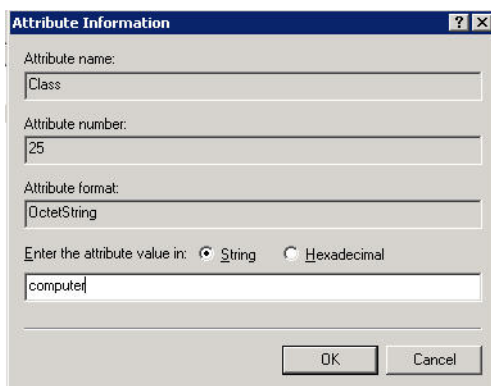 Attribute Information
Attribute name:
Class
Attribute number:
25
Attribute format:
OctetString
Enter the attribute value in: String Hexadecimal
computer
OK Cancel